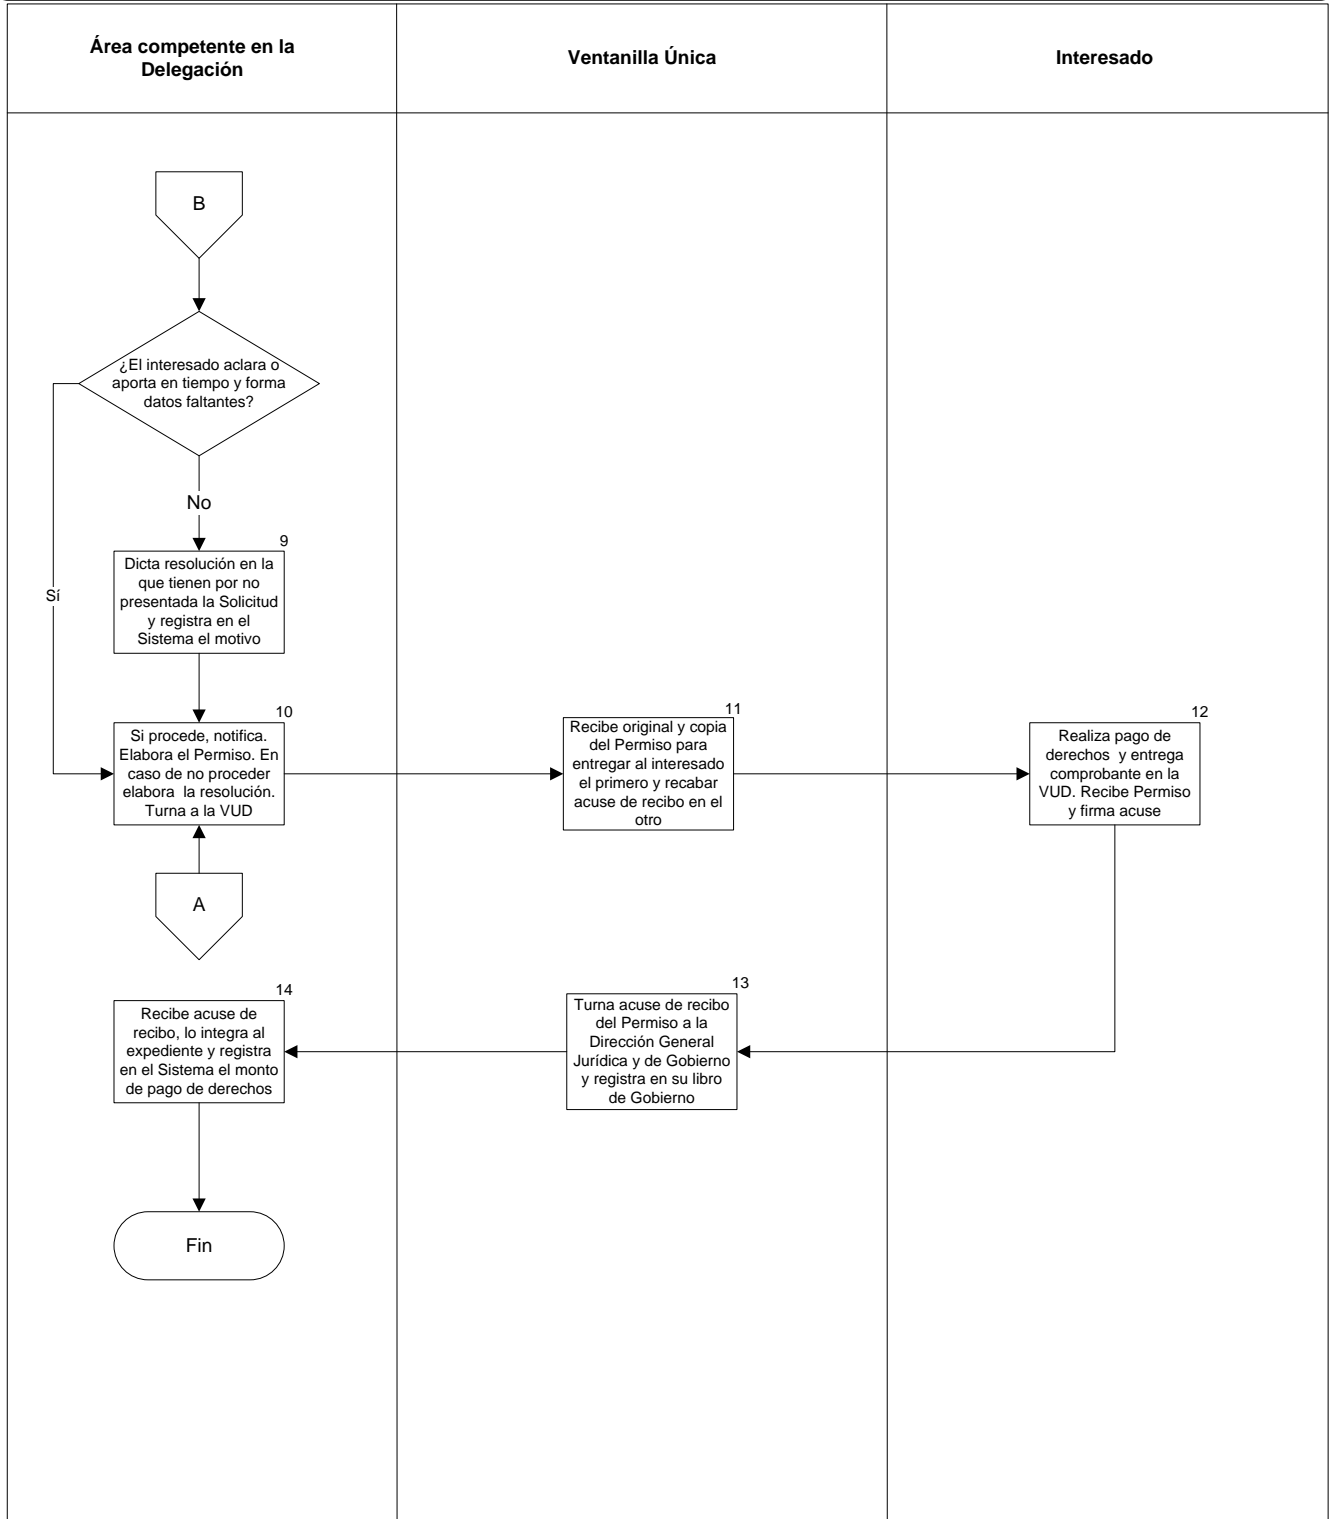 Área competente en la
Delegación
Ventanilla Única
Interesado
B
¿El interesado aclara o
aporta en tiempo y forma
datos faltantes?
No
Sí
9
Dicta resolución en la
que tienen por no
presentada la Solicitud
y registra en el
Sistema el motivo
10
Si procede, notifica.
Elabora el Permiso. En
caso de no proceder
elabora la resolución.
Turna a la VUD
11
Recibe original y copia
del Permiso para
entregar al interesado
el primero y recabar
acuse de recibo en el
otro
12
Realiza pago de
derechos y entrega
comprobante en la
VUD. Recibe Permiso
y firma acuse
A
13
Turna acuse de recibo
del Permiso a la
Dirección General
Jurídica y de Gobierno
y registra en su libro
de Gobierno
14
Recibe acuse de
recibo, lo integra al
expediente y registra
en el Sistema el monto
de pago de derechos
Fin